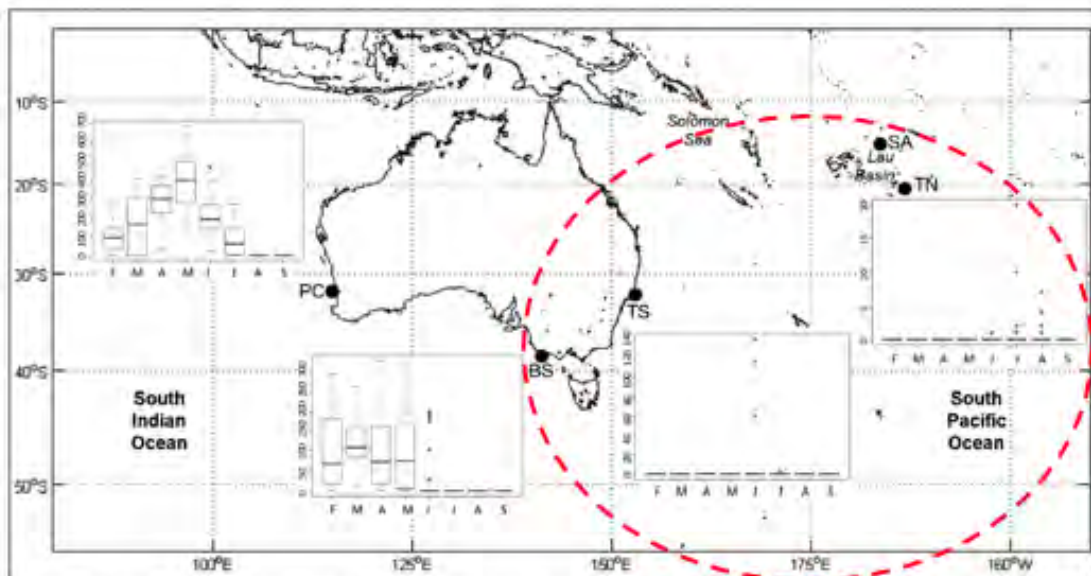 10°S
20°S
30°S
40°S
50°S
100°E
125°E
150°E
175°E
160°W
Solomon
Sea
SA
Lau
Basin
TN
PC
TS
BS
South
Indian
Ocean
South
Pacific
Ocean
F M A M J J A S
F M A M J J A S
F M A M J J A S
F M A M J J A S